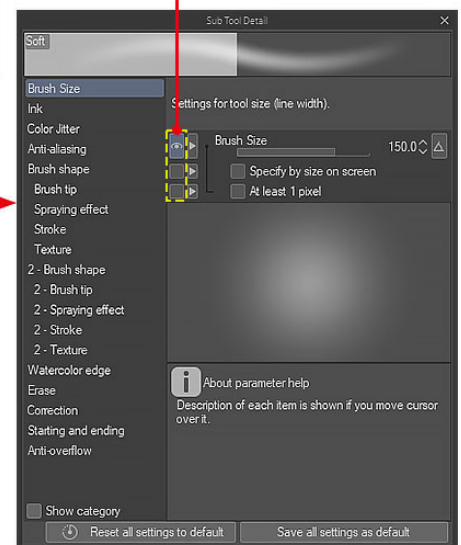 Sub Tool Detail
Soft
Brush Size
Ink
Color Jitter
Anti-aliasing
Brush shape
Brush tip
Spraying effect
Stroke
Texture
2 - Brush shape
2 - Brush tip
2 - Spraying effect
2 - Stroke
2 - Texture
Watercolor edge
Erase
Correction
Starting and ending
Anti-overflow
Show category
Settings for tool size (line width).
Brush Size 150.0
Specify by size on screen
At least 1 pixel
About parameter help
Description of each item is shown if you move cursor
over it.
Reset all settings to default
Save all settings as default